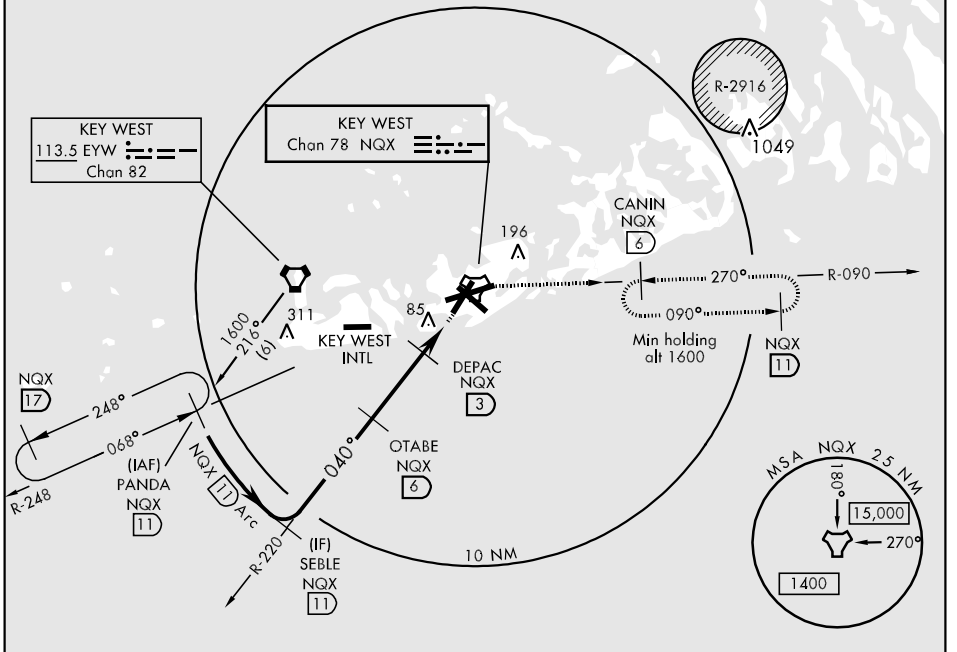 R-2916
1049
KEY WEST
113.5 EYW
Chan 82
KEY WEST
Chan 78 NQX
196
CANIN
NQX
6
270°
R-090
090°
Min holding
alt 1600
NQX
11
311
85
KEY WEST
INTL
1600
216°
(6)
DEPAC
NQX
3
NQX
17
248°
068°
R-248
(IAF)
PANDA
NQX
11
NQX 11 Arc
040°
OTABE
NQX
6
R-220
(IF)
SEBLE
NQX
11
10 NM
MSA NQX 25 NM
180°
15,000
270°
1400